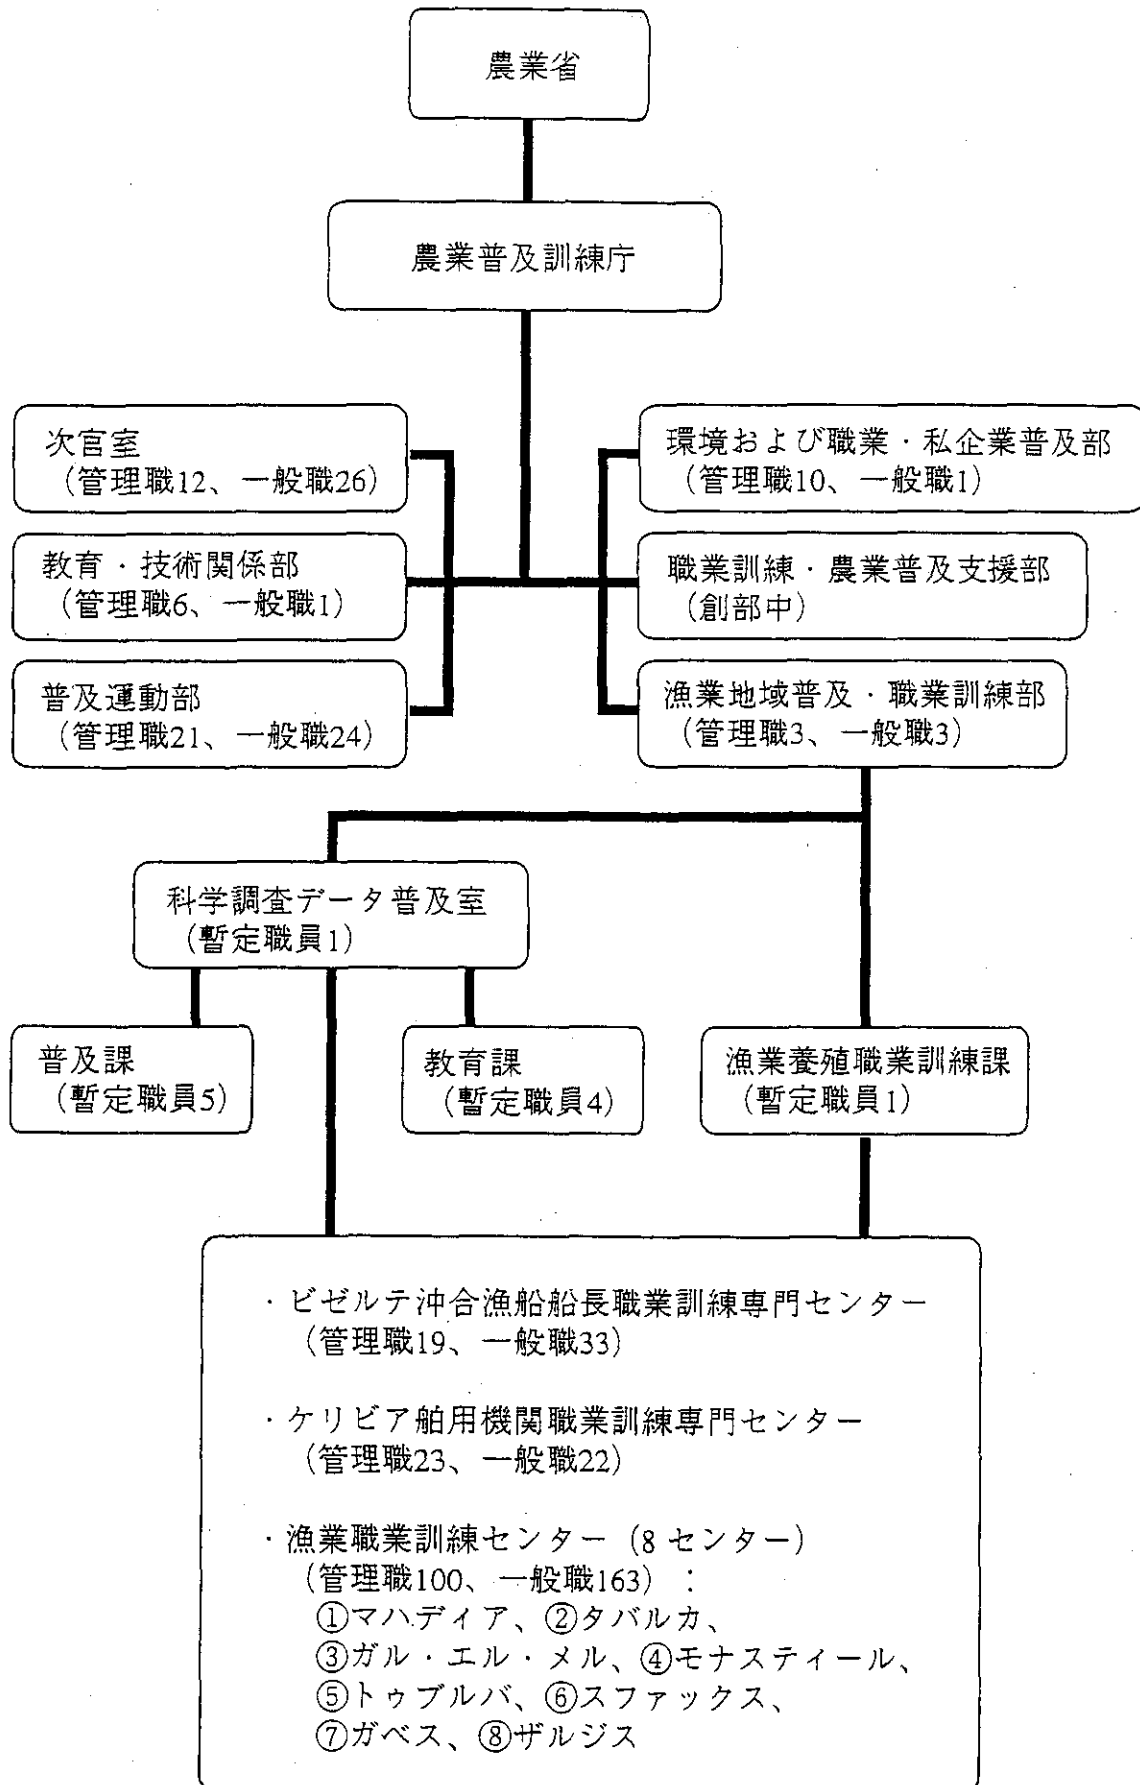 農業省
農業普及訓練庁
次官室
(管理職12、一般職26)
環境および職業・私企業普及部
(管理職10、一般職1)
教育・技術関係部
(管理職6、一般職1)
職業訓練・農業普及支援部
(創部中)
普及運動部
(管理職21、一般職24)
漁業地域普及・職業訓練部
(管理職3、一般職3)
科学調査データ普及室
(暫定職員1)
普及課
(暫定職員5)
教育課
(暫定職員4)
漁業養殖職業訓練課
(暫定職員1)
・ビゼルテ沖合漁船船長職業訓練専門センター
(管理職19、一般職33)
・ケリビア舶用機関職業訓練専門センター
(管理職23、一般職22)
・漁業職業訓練センター (8 センター)
(管理職100、一般職163) :
①マハディア、②タバルカ、
③ガル・エル・メル、④モナスティール、
⑤トゥブルバ、⑥スファックス、
⑦ガベス、⑧ザルジス